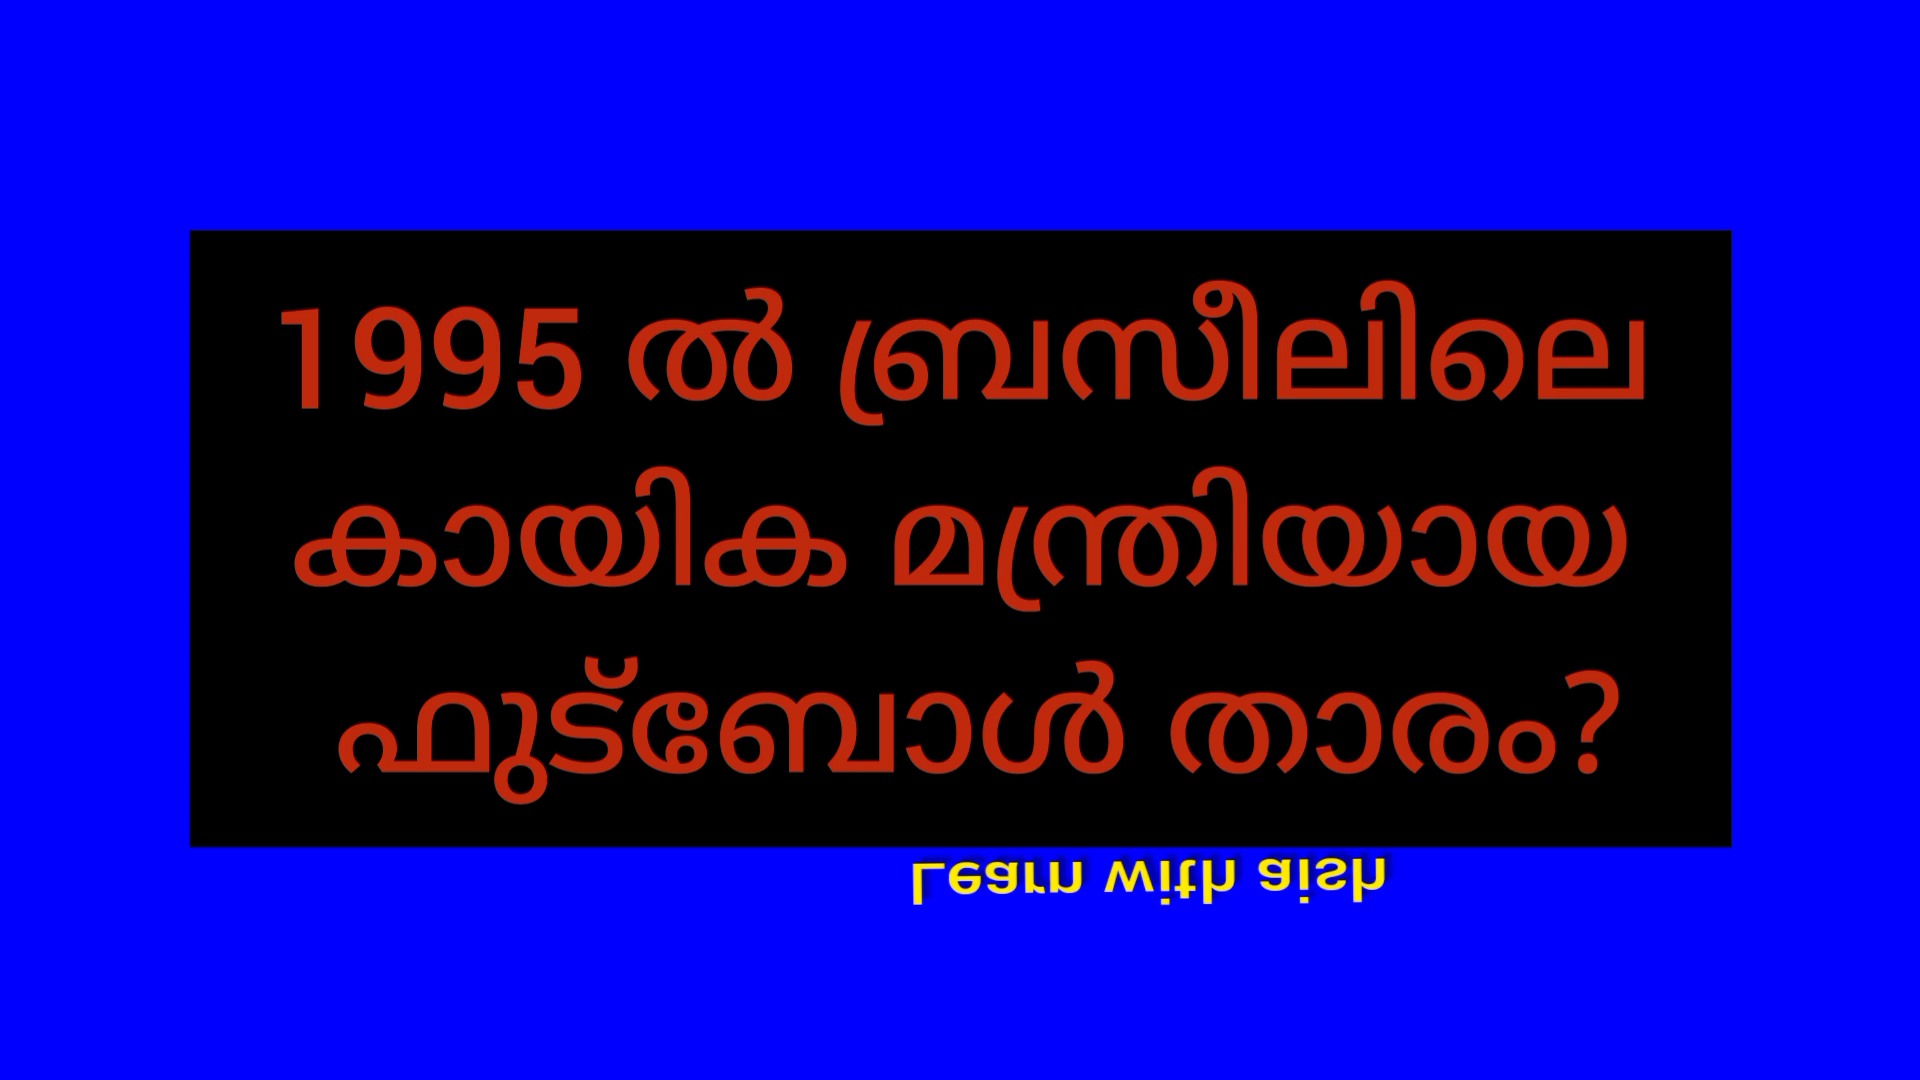 1995 ൽ ബ്രസീലിലെ
കായിക മന്ത്രിയായ
ഫുട്ബോൾ താരം?
Learn with aish